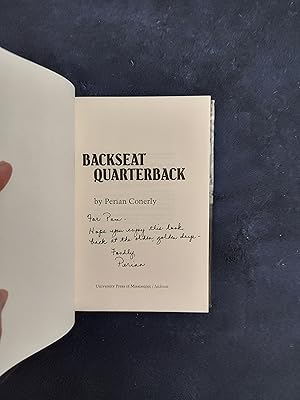 BACKSEAT
QUARTERBACK
by Perian Conerly
For Pam
Hope you enjoy this look
back at the olden golden days -
Fondly,
Perian
University Press of Mississippi / Jackson